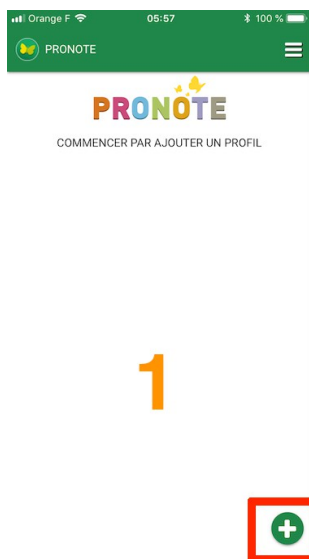 Orange F 05:57 100 %
PRONOTE
PRONOTE
COMMENCER PAR AJOUTER UN PROFIL
1